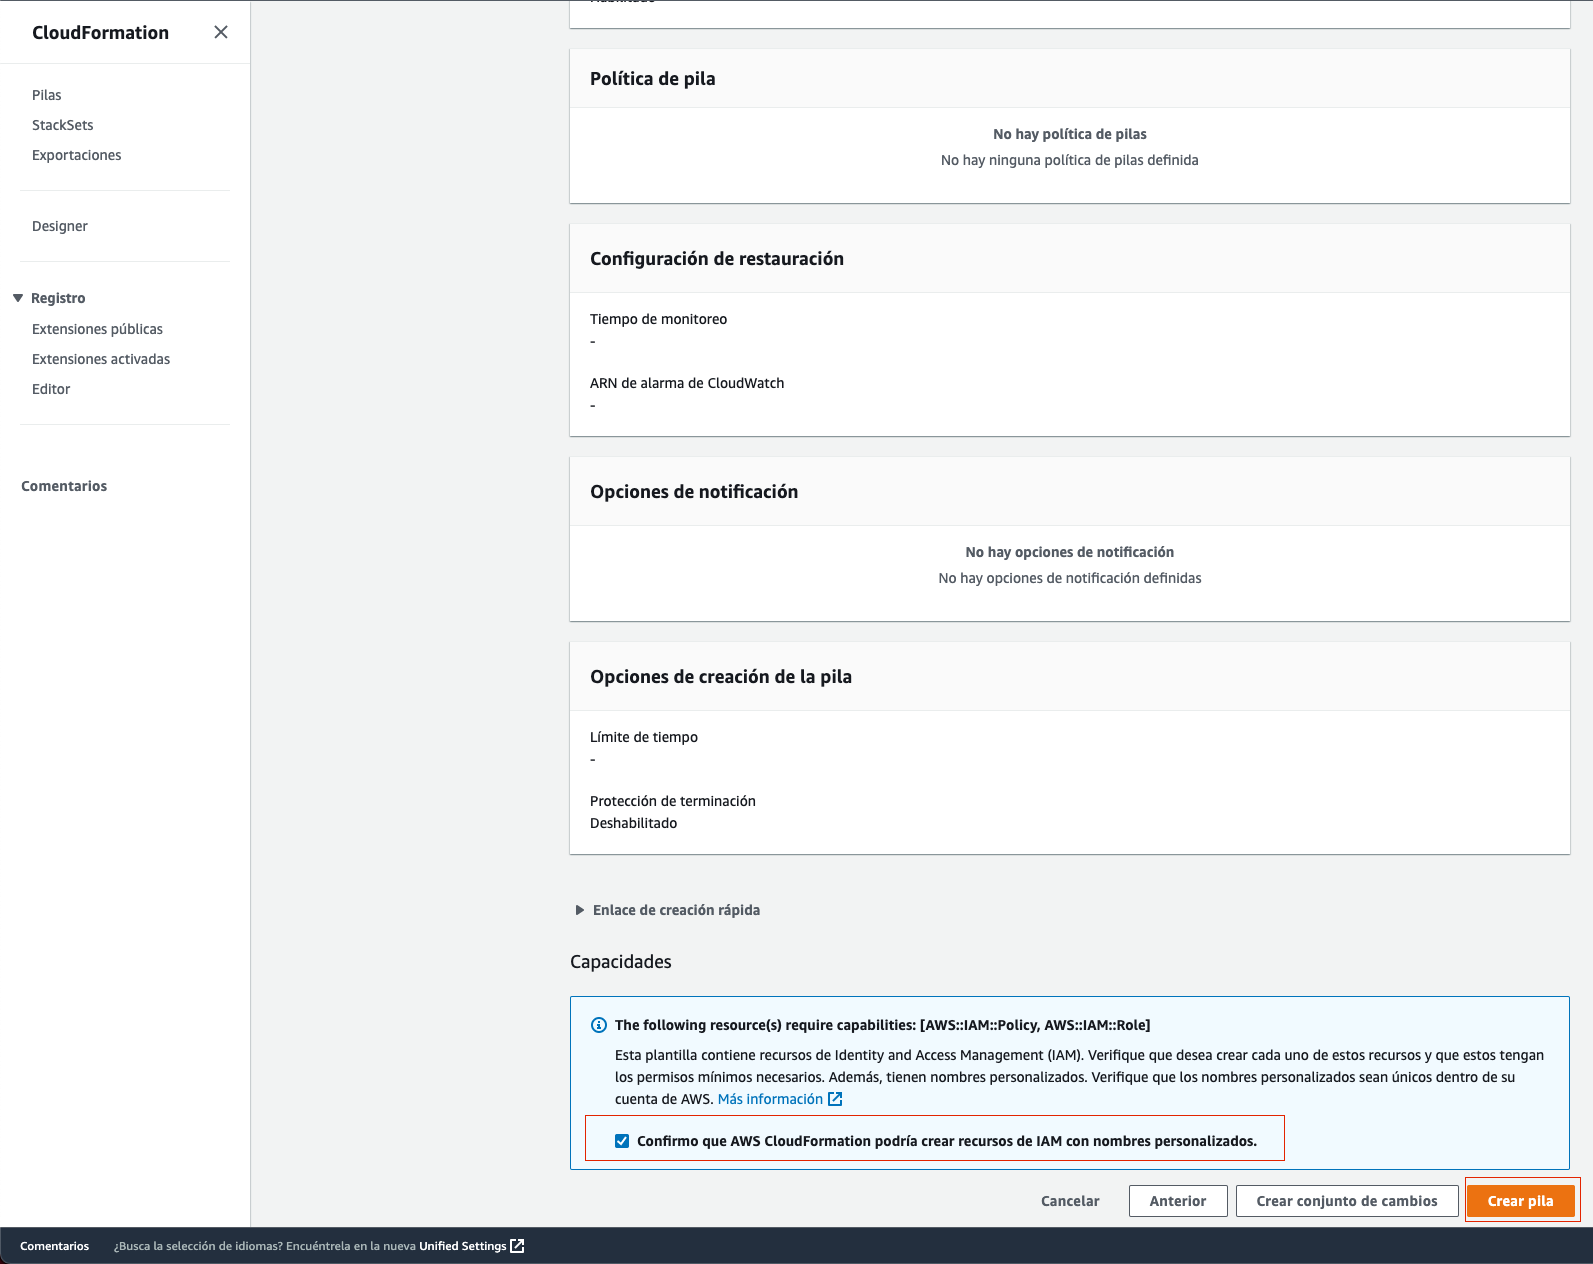 CloudFormation
Pilas
StackSets
Exportaciones
Designer
Registro
Extensiones públicas
Extensiones activadas
Editor
Comentarios
Política de pila
No hay política de pilas
No hay ninguna política de pilas definida
Configuración de restauración
Tiempo de monitoreo
-
ARN de alarma de CloudWatch
-
Opciones de notificación
No hay opciones de notificación
No hay opciones de notificación definidas
Opciones de creación de la pila
Límite de tiempo
-
Protección de terminación
Deshabilitado
Enlace de creación rápida
Capacidades
The following resource(s) require capabilities: [AWS::IAM::Policy, AWS::IAM::Role]
Esta plantilla contiene recursos de Identity and Access Management (IAM). Verifique que desea crear cada uno de estos recursos y que estos tengan
los permisos mínimos necesarios. Además, tienen nombres personalizados. Verifique que los nombres personalizados sean únicos dentro de su
cuenta de AWS. Más información
Confirmo que AWS CloudFormation podría crear recursos de IAM con nombres personalizados.
Cancelar Anterior Crear conjunto de cambios Crear pila
Comentarios ¿Busca la selección de idiomas? Encuéntrela en la nueva Unified Settings